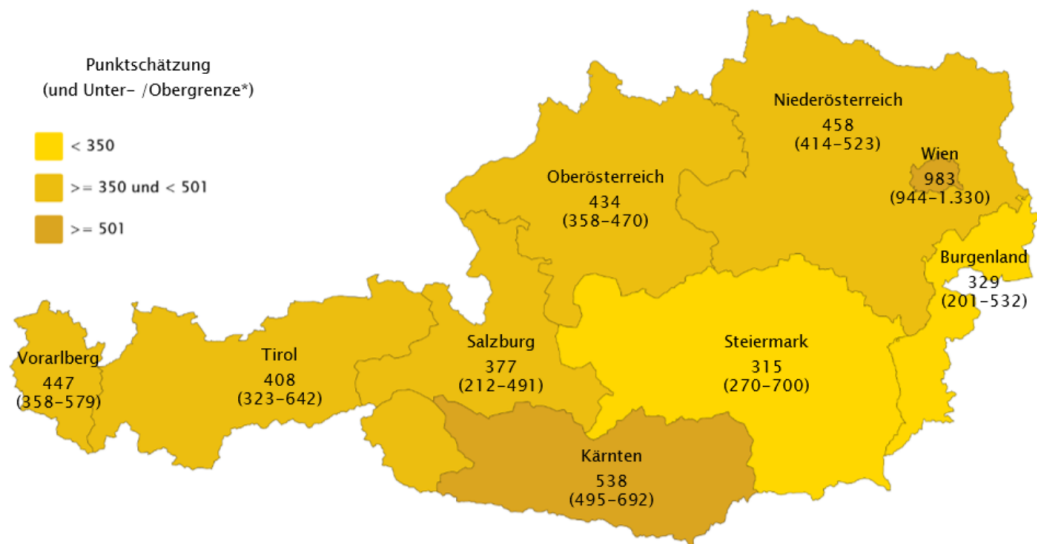 Punktschätzung
(und Unter- /Obergrenze*)
< 350
>= 350 und < 501
>= 501
Niederösterreich
458
(414-523)
Wien
983
(944-1.330)
Oberösterreich
434
(358-470)
Burgenland
329
(201-532)
Vorarlberg
447
(358-579)
Tirol
408
(323-642)
Salzburg
377
(212-491)
Steiermark
315
(270-700)
Kärnten
538
(495-692)